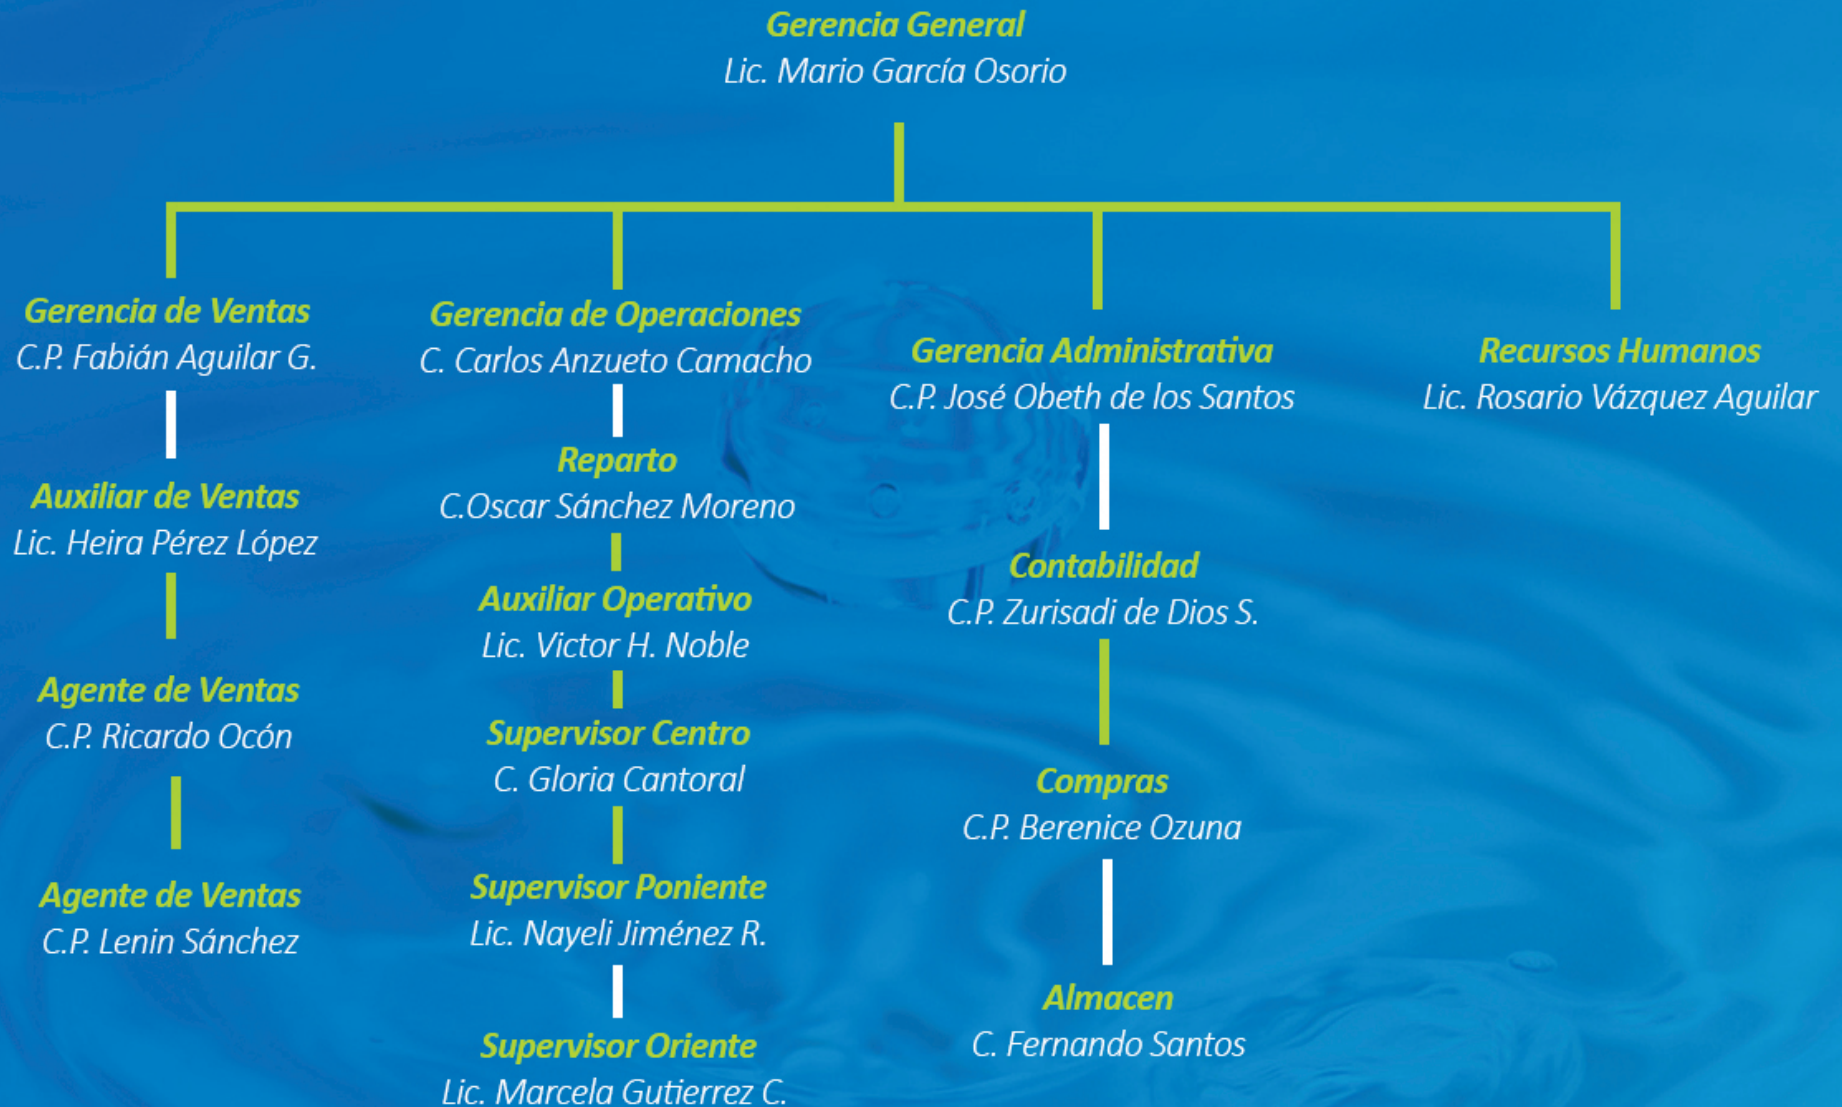 Gerencia General
Lic. Mario García Osorio
Gerencia de Ventas
C.P. Fabián Aguilar G.
Auxiliar de Ventas
Lic. Heira Pérez López
Agente de Ventas
C.P. Ricardo Ocón
Agente de Ventas
C.P. Lenin Sánchez
Gerencia de Operaciones
C. Carlos Anzueto Camacho
Reparto
C.Oscar Sánchez Moreno
Auxiliar Operativo
Lic. Victor H. Noble
Supervisor Centro
C. Gloria Cantoral
Supervisor Poniente
Lic. Nayeli Jiménez R.
Supervisor Oriente
Lic. Marcela Gutierrez C.
Gerencia Administrativa
C.P. José Obeth de los Santos
Contabilidad
C.P. Zurisadi de Dios S.
Compras
C.P. Berenice Ozuna
Almacen
C. Fernando Santos
Recursos Humanos
Lic. Rosario Vázquez Aguilar